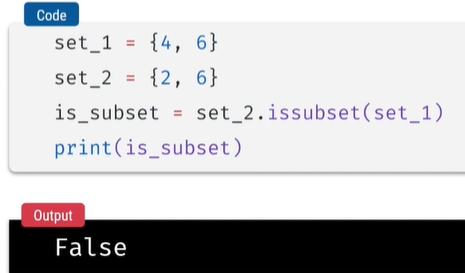 Code
set_1 = {4, 6}
set_2 = {2, 6}
is_subset = set_2.issubset(set_1)
print(is_subset)
Output
False